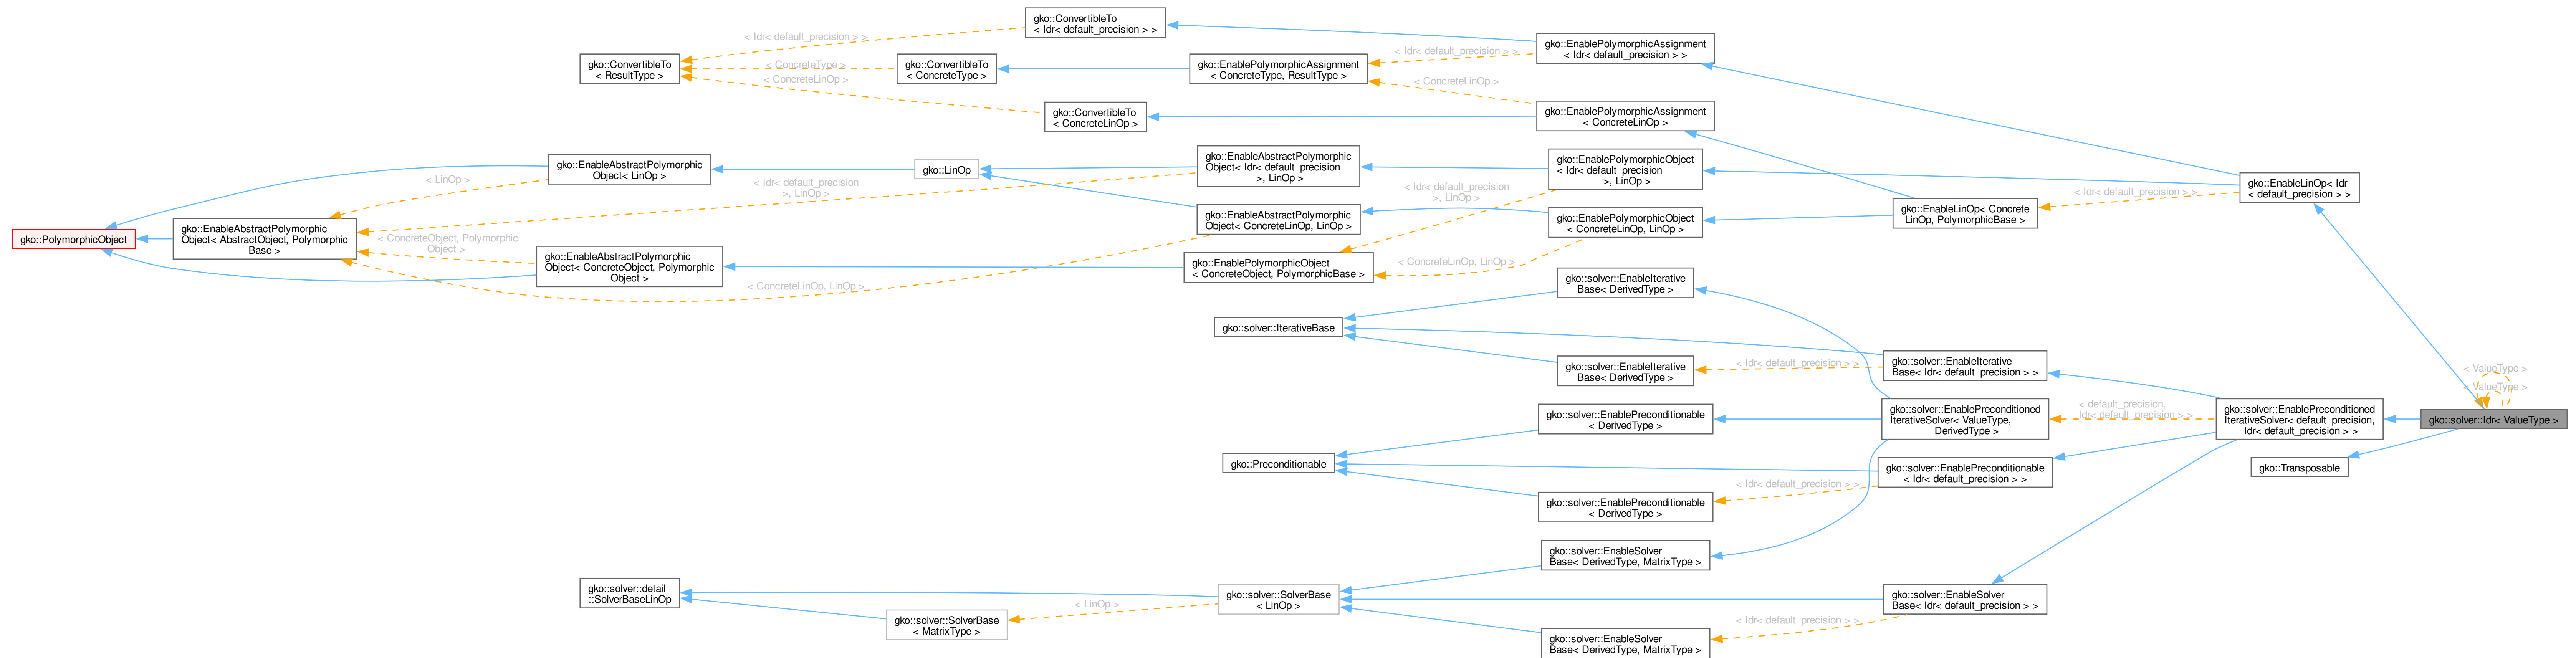 gko::ConvertibleTo
< Idr< default_precision > >
< Idr< default_precision > >
gko::EnablePolymorphicAssignment
< Idr< default_precision > >
< Idr< default_precision > >
gko::ConvertibleTo
< ResultType >
< ConcreteType >
< ConcreteLinOp >
gko::ConvertibleTo
< ConcreteType >
gko::EnablePolymorphicAssignment
< ConcreteType, ResultType >
< ConcreteLinOp >
gko::ConvertibleTo
< ConcreteLinOp >
gko::EnablePolymorphicAssignment
< ConcreteLinOp >
gko::EnableAbstractPolymorphic
Object< LinOp >
gko::LinOp
gko::EnableAbstractPolymorphic
Object< Idr< default_precision
>, LinOp >
gko::EnablePolymorphicObject
< Idr< default_precision
>, LinOp >
< LinOp >
< Idr< default_precision
>, LinOp >
< Idr< default_precision
>, LinOp >
gko::EnableLinOp< Idr
< default_precision > >
< Idr< default_precision > >
gko::EnableLinOp< Concrete
LinOp, PolymorphicBase >
gko::EnableAbstractPolymorphic
Object< ConcreteLinOp, LinOp >
gko::EnablePolymorphicObject
< ConcreteLinOp, LinOp >
gko::PolymorphicObject
gko::EnableAbstractPolymorphic
Object< AbstractObject, Polymorphic
Base >
< ConcreteObject, Polymorphic
Object >
gko::EnableAbstractPolymorphic
Object< ConcreteObject, Polymorphic
Object >
< ConcreteLinOp, LinOp >
gko::EnablePolymorphicObject
< ConcreteObject, PolymorphicBase >
< ConcreteLinOp, LinOp >
gko::solver::EnableIterative
Base< DerivedType >
gko::solver::IterativeBase
gko::solver::EnableIterative
Base< DerivedType >
< Idr< default_precision > >
gko::solver::EnableIterative
Base< Idr< default_precision > >
< ValueType >
< ValueType >
gko::solver::EnablePreconditionable
< DerivedType >
gko::solver::EnablePreconditioned
IterativeSolver< ValueType,
DerivedType >
< default_precision,
Idr< default_precision > >
gko::solver::EnablePreconditioned
IterativeSolver< default_precision,
Idr< default_precision > >
gko::solver::Idr< ValueType >
gko::Preconditionable
gko::solver::EnablePreconditionable
< Idr< default_precision > >
gko::Transposable
< Idr< default_precision > >
gko::solver::EnablePreconditionable
< DerivedType >
gko::solver::EnableSolver
Base< DerivedType, MatrixType >
gko::solver::detail
::SolverBaseLinOp
gko::solver::SolverBase
< MatrixType >
< LinOp >
gko::solver::SolverBase
< LinOp >
gko::solver::EnableSolver
Base< Idr< default_precision > >
< Idr< default_precision > >
gko::solver::EnableSolver
Base< DerivedType, MatrixType >